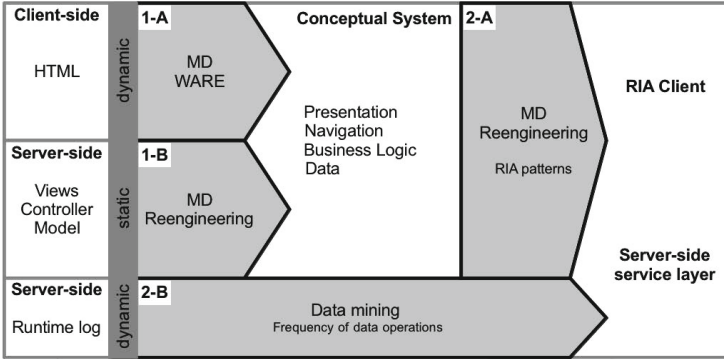 Client-side
HTML
dynamic
1-A
MD
WARE
Conceptual System
Presentation
Navigation
Business Logic
Data
2-A
MD
Reengineering
RIA patterns
RIA Client
Server-side
Views
Controller
Model
static
1-B
MD
Reengineering
Server-side
service layer
Server-side
Runtime log
dynamic
2-B
Data mining
Frequency of data operations